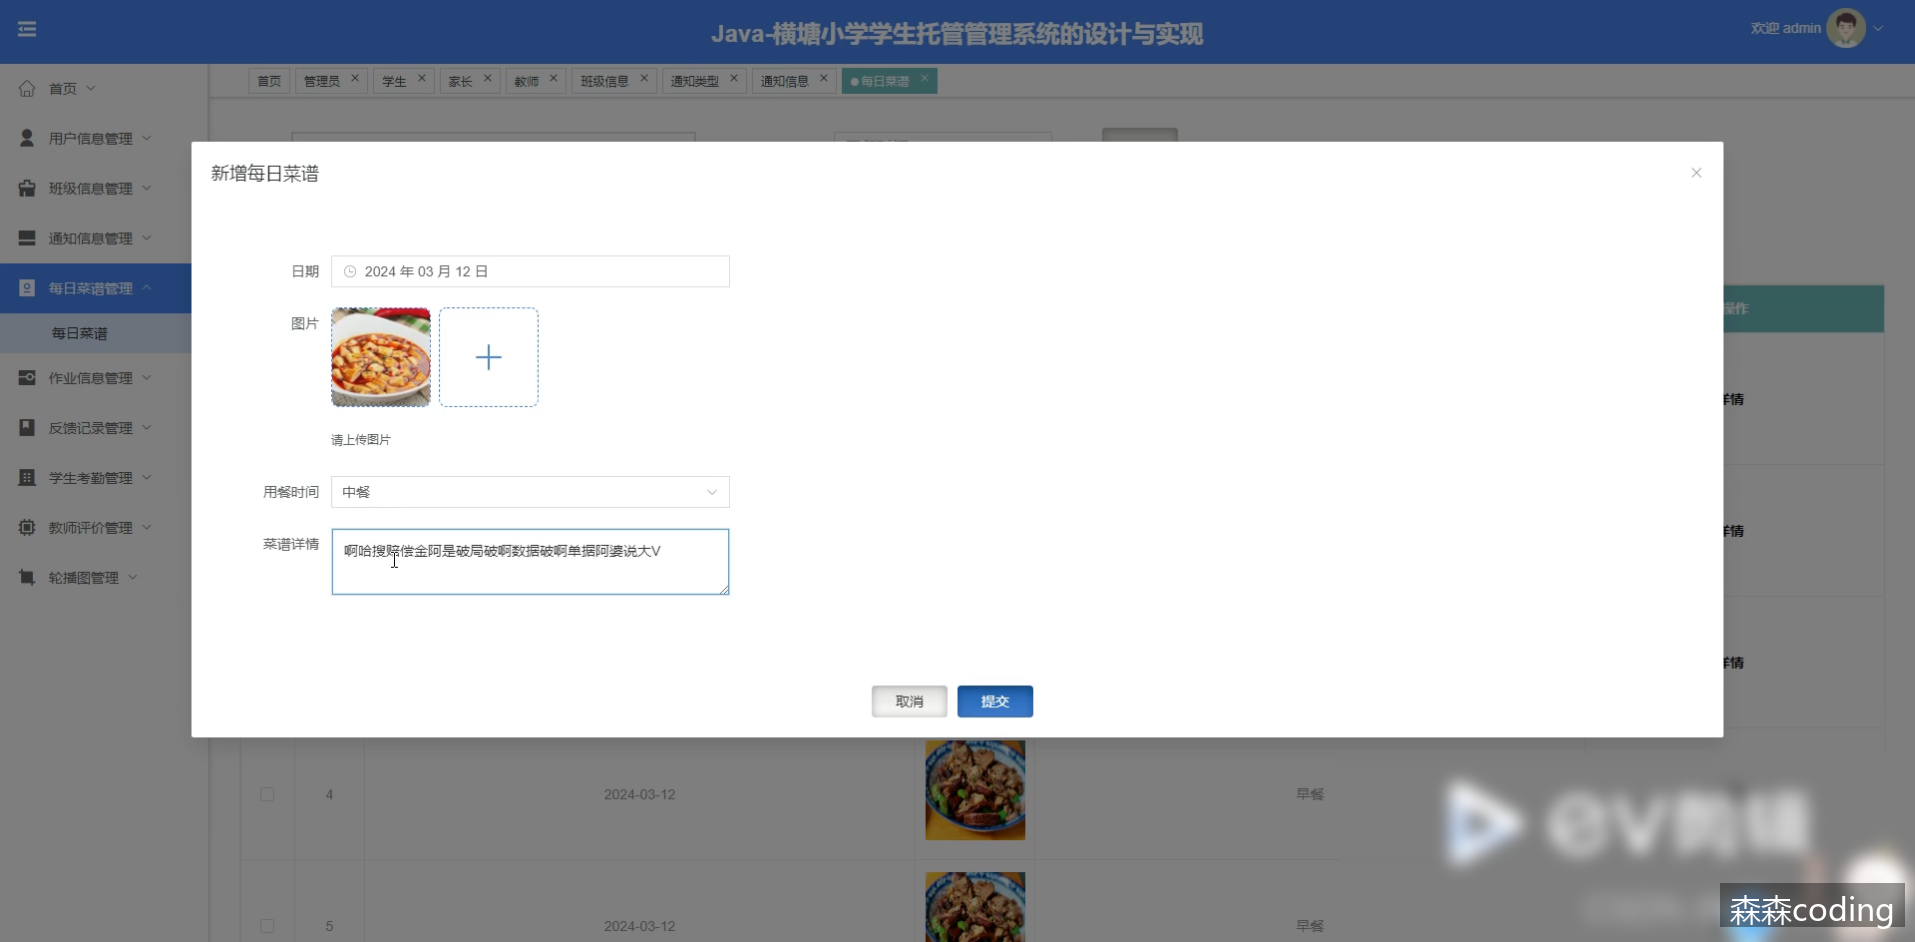 Java-横塘小学学生托管管理系统的设计与实现
欢迎 admin
首页
管理员
学生
家长
教师
班级信息
通知类型
通知信息
每日菜谱
首页
用户信息管理
班级信息管理
通知信息管理
每日菜谱管理
每日菜谱
作业信息管理
反馈记录管理
学生考勤管理
教师评价管理
轮播图管理
新增每日菜谱
日期
2024 年 03 月 12 日
图片
请上传图片
用餐时间
中餐
菜谱详情
啊哈搜赔偿金阿是破局破啊数据破啊单据阿婆说大V
取消
提交
操作
详情
详情
详情
4
2024-03-12
早餐
5
2024-03-12
早餐
eV剪辑
森森coding